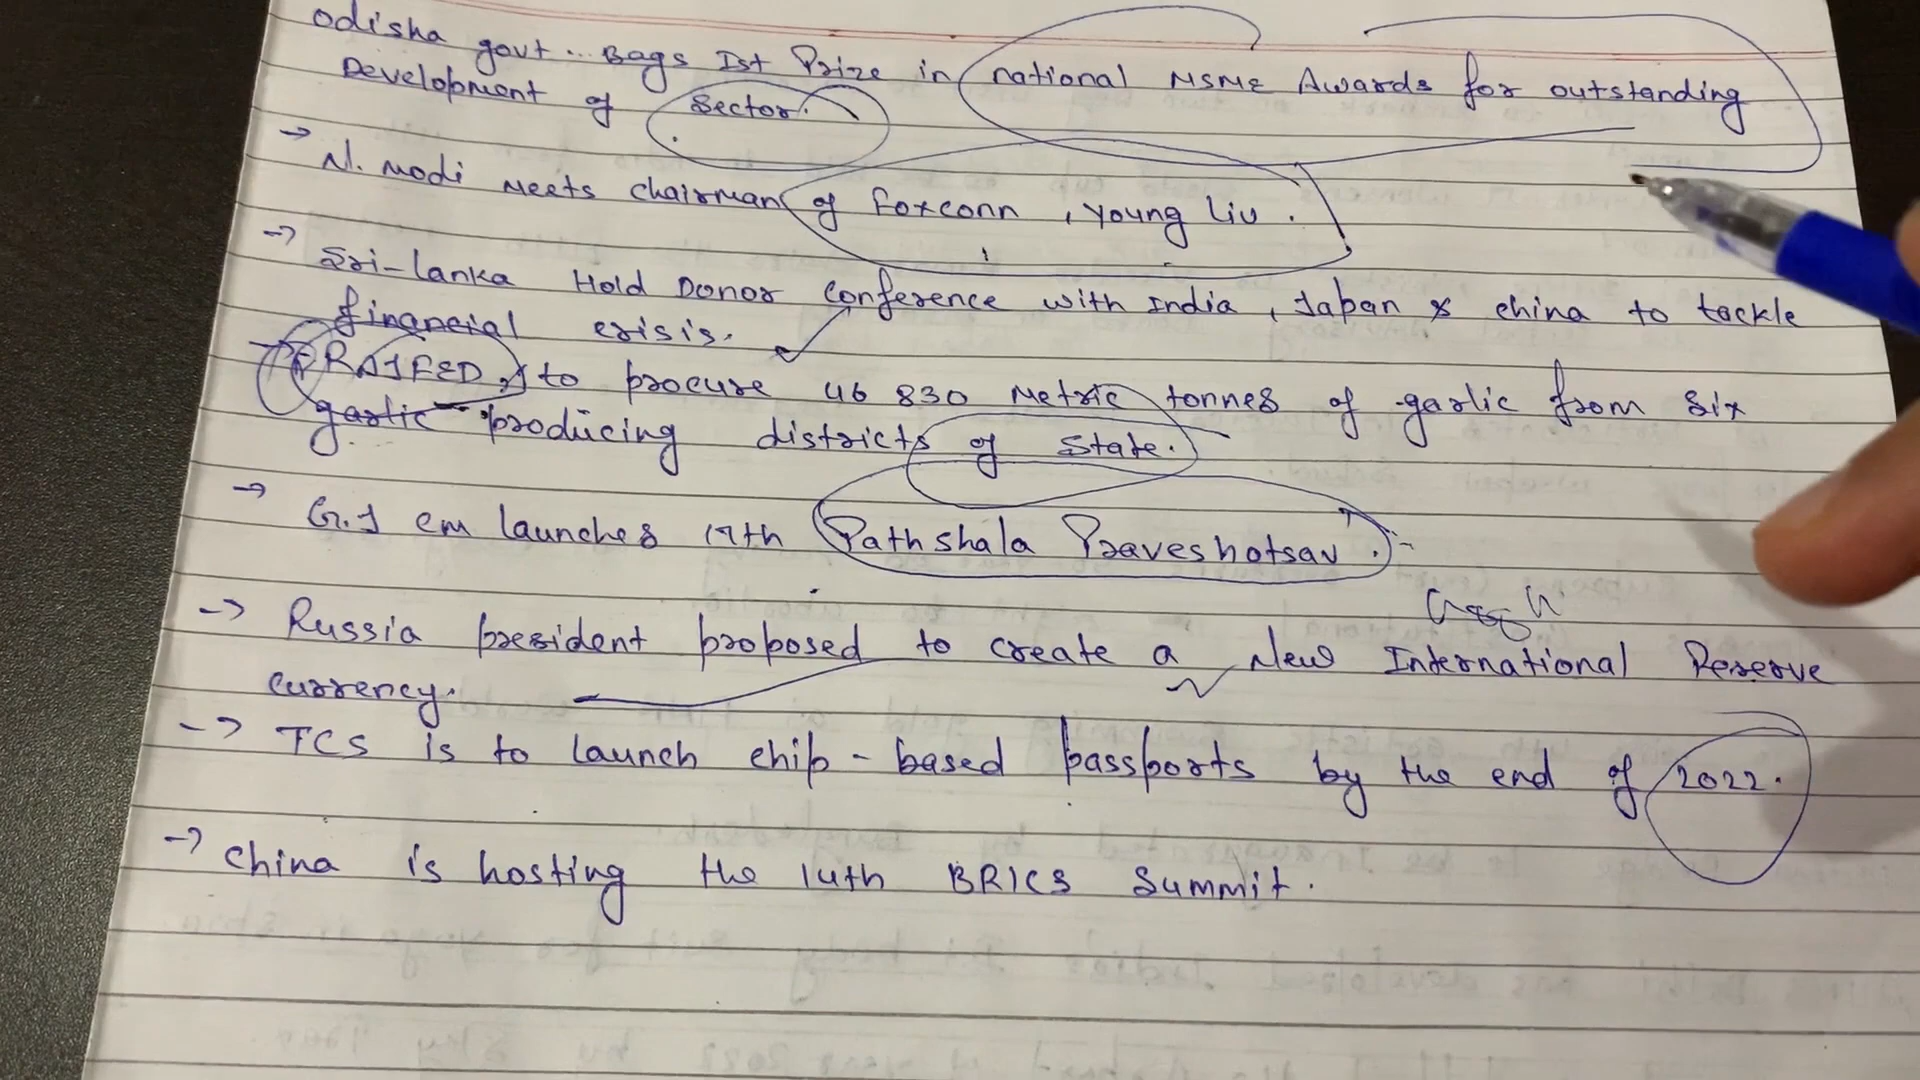 odisha govt... Bags Ist Prize in national MSME Awards for outstanding
Development of Sector.
→ N. modi meets chairman of Foxconn, young Liu.
→ Sri-lanka Hold Donor Conference with India, Japan & china to tackle
financial crisis.
→ RAJFED, to procure 46 830 Metric tonnes of garlic from six
garlic-producing districts of State.
→ G.J cm launches 17th Pathshala Praveshotsav.
→ Russia president proposed to create a New International Reserve
currency.
→ TCS is to launch chip-based passports by the end of 2022.
→ china is hosting the 14th BRICS Summit.